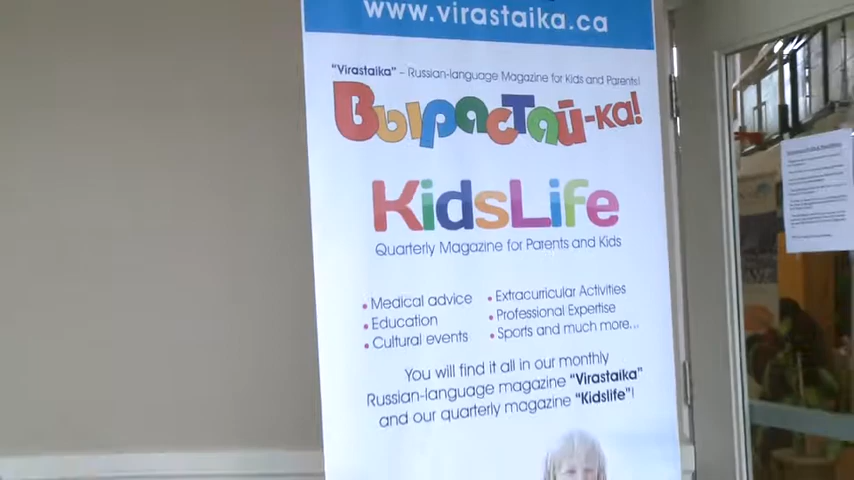 www.virastaika.ca
"Virastaika" – Russian-language Magazine for Kids and Parents!
Вырастай-ка!
KidsLife
Quarterly Magazine for Parents and Kids
• Medical advice
• Education
• Cultural events
• Extracurricular Activities
• Professional Expertise
• Sports and much more...
You will find it all in our monthly
Russian-language magazine "Virastaika"
and our quarterly magazine "Kidslife"!